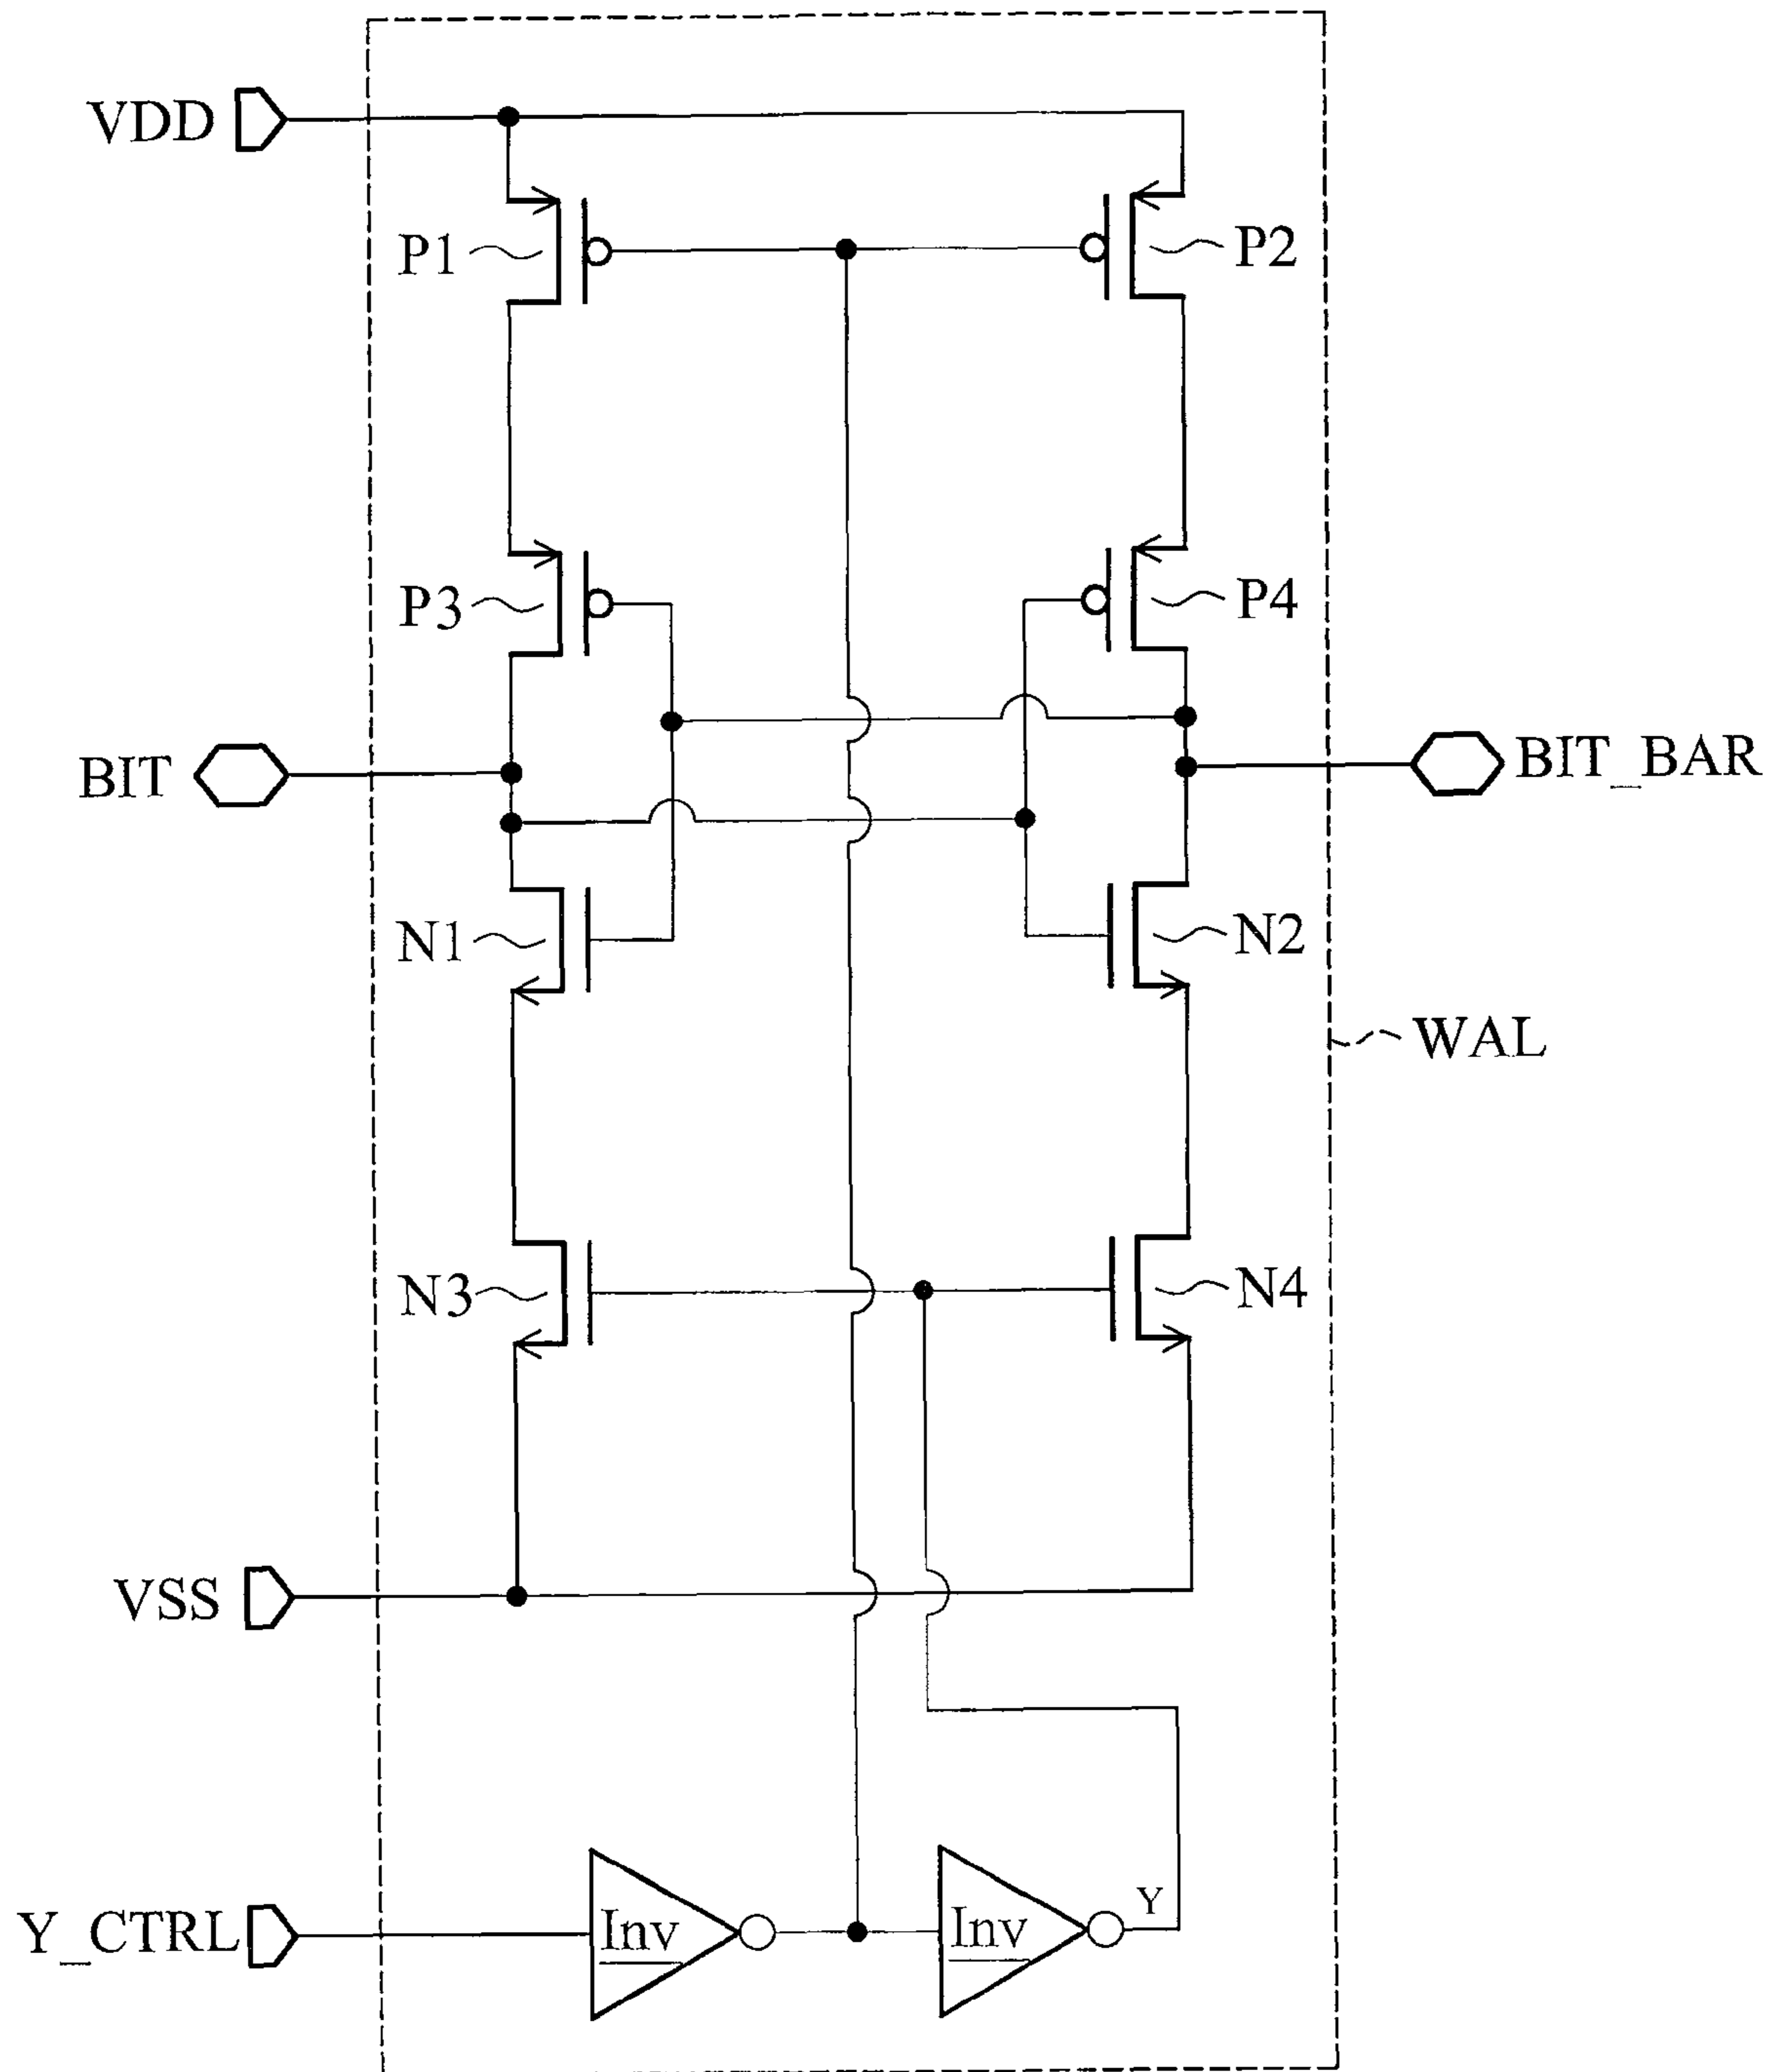 VDD
P1
P2
P3
P4
BIT
BIT_BAR
N1
N2
WAL
N3
N4
VSS
Y
Y_CTRL
Inv
Inv